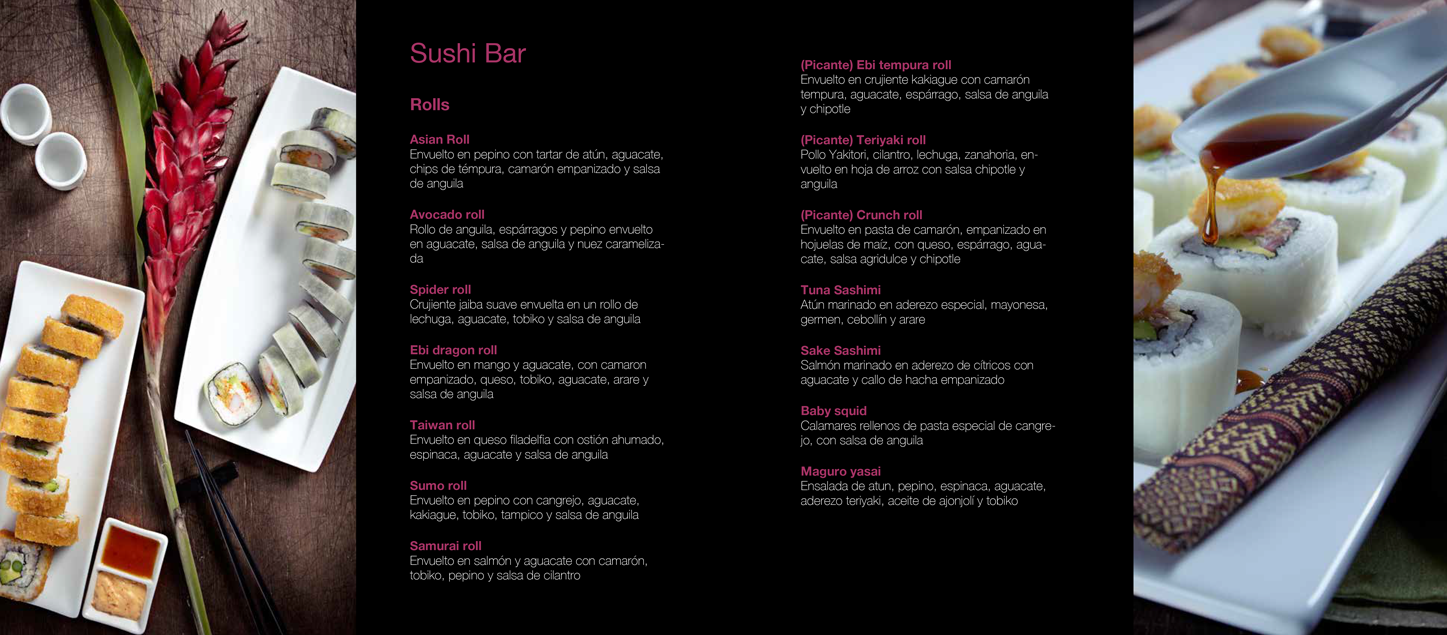 Sushi Bar
Rolls
Asian Roll
Envuelto en pepino con tartar de atún, aguacate,
chips de témpura, camarón empanizado y salsa
de anguila
Avocado roll
Rollo de anguila, espárragos y pepino envuelto
en aguacate, salsa de anguila y nuez carameliza-
da
Spider roll
Crujiente jaiba suave envuelta en un rollo de
lechuga, aguacate, tobiko y salsa de anguila
Ebi dragon roll
Envuelto en mango y aguacate, con camaron
empanizado, queso, tobiko, aguacate, arare y
salsa de anguila
Taiwan roll
Envuelto en queso filadelfia con ostión ahumado,
espinaca, aguacate y salsa de anguila
Sumo roll
Envuelto en pepino con cangrejo, aguacate,
kakiague, tobiko, tampico y salsa de anguila
Samurai roll
Envuelto en salmón y aguacate con camarón,
tobiko, pepino y salsa de cilantro
(Picante) Ebi tempura roll
Envuelto en crujiente kakiague con camarón
tempura, aguacate, espárrago, salsa de anguila
y chipotle
(Picante) Teriyaki roll
Pollo Yakitori, cilantro, lechuga, zanahoria, en-
vuelto en hoja de arroz con salsa chipotle y
anguila
(Picante) Crunch roll
Envuelto en pasta de camarón, empanizado en
hojuelas de maíz, con queso, espárrago, agua-
cate, salsa agridulce y chipotle
Tuna Sashimi
Atún marinado en aderezo especial, mayonesa,
germen, cebollín y arare
Sake Sashimi
Salmón marinado en aderezo de cítricos con
aguacate y callo de hacha empanizado
Baby squid
Calamares rellenos de pasta especial de cangre-
jo, con salsa de anguila
Maguro yasai
Ensalada de atun, pepino, espinaca, aguacate,
aderezo teriyaki, aceite de ajonjolí y tobiko